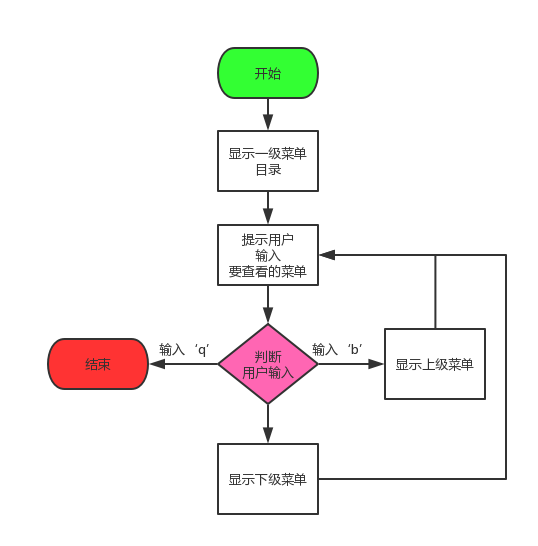 开始
显示一级菜单
目录
提示用户
输入
要查看的菜单
输入 ‘q’
输入 ‘b’
结束
判断
用户输入
显示上级菜单
显示下级菜单